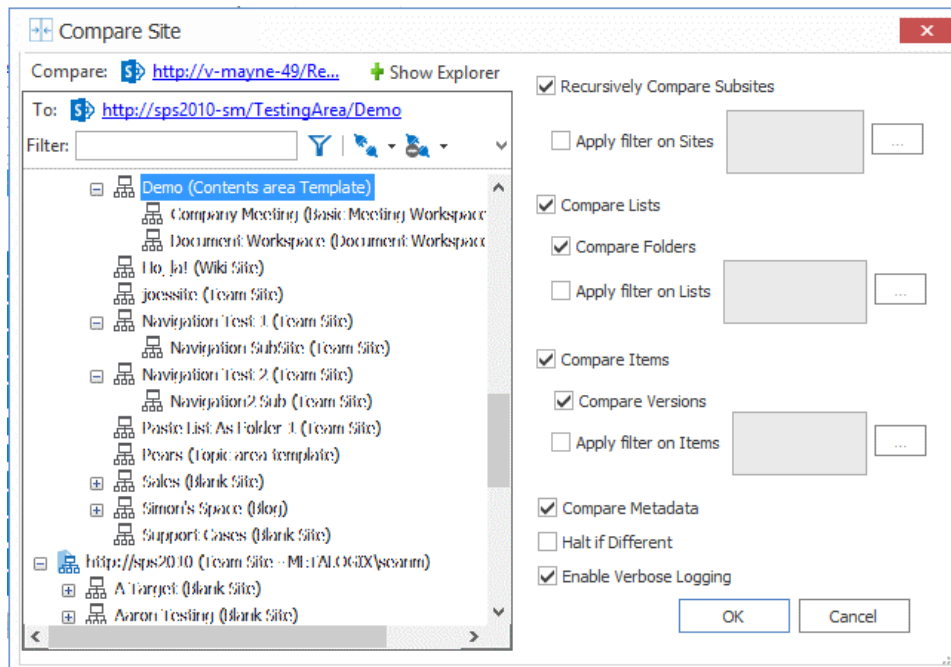 Compare Site
Compare: http://v-mayne-49/Re... Show Explorer
To: http://sps2010-sm/TestingArea/Demo
Filter:
Demo (Contents area Template)
Company Meeting (Basic Meeting Workspace
Document Workspace (Document Workspace
Ho, la! (Wiki Site)
joessite (Team Site)
Navigation Test 1 (Team Site)
Navigation SubSite (Team Site)
Navigation Test 2 (Team Site)
Navigation2 Sub (Team Site)
Paste List As Folder 1 (Team Site)
Pears (Topic area template)
Sales (Blank Site)
Simon's Space (Blog)
Support Cases (Blank Site)
http://sps2010 (Team Site - METALOGIX\seanm)
A Target (Blank Site)
Aaron Testing (Blank Site)
Recursively Compare Subsites
Apply filter on Sites ...
Compare Lists
Compare Folders
Apply filter on Lists ...
Compare Items
Compare Versions
Apply filter on Items ...
Compare Metadata
Halt if Different
Enable Verbose Logging
OK Cancel